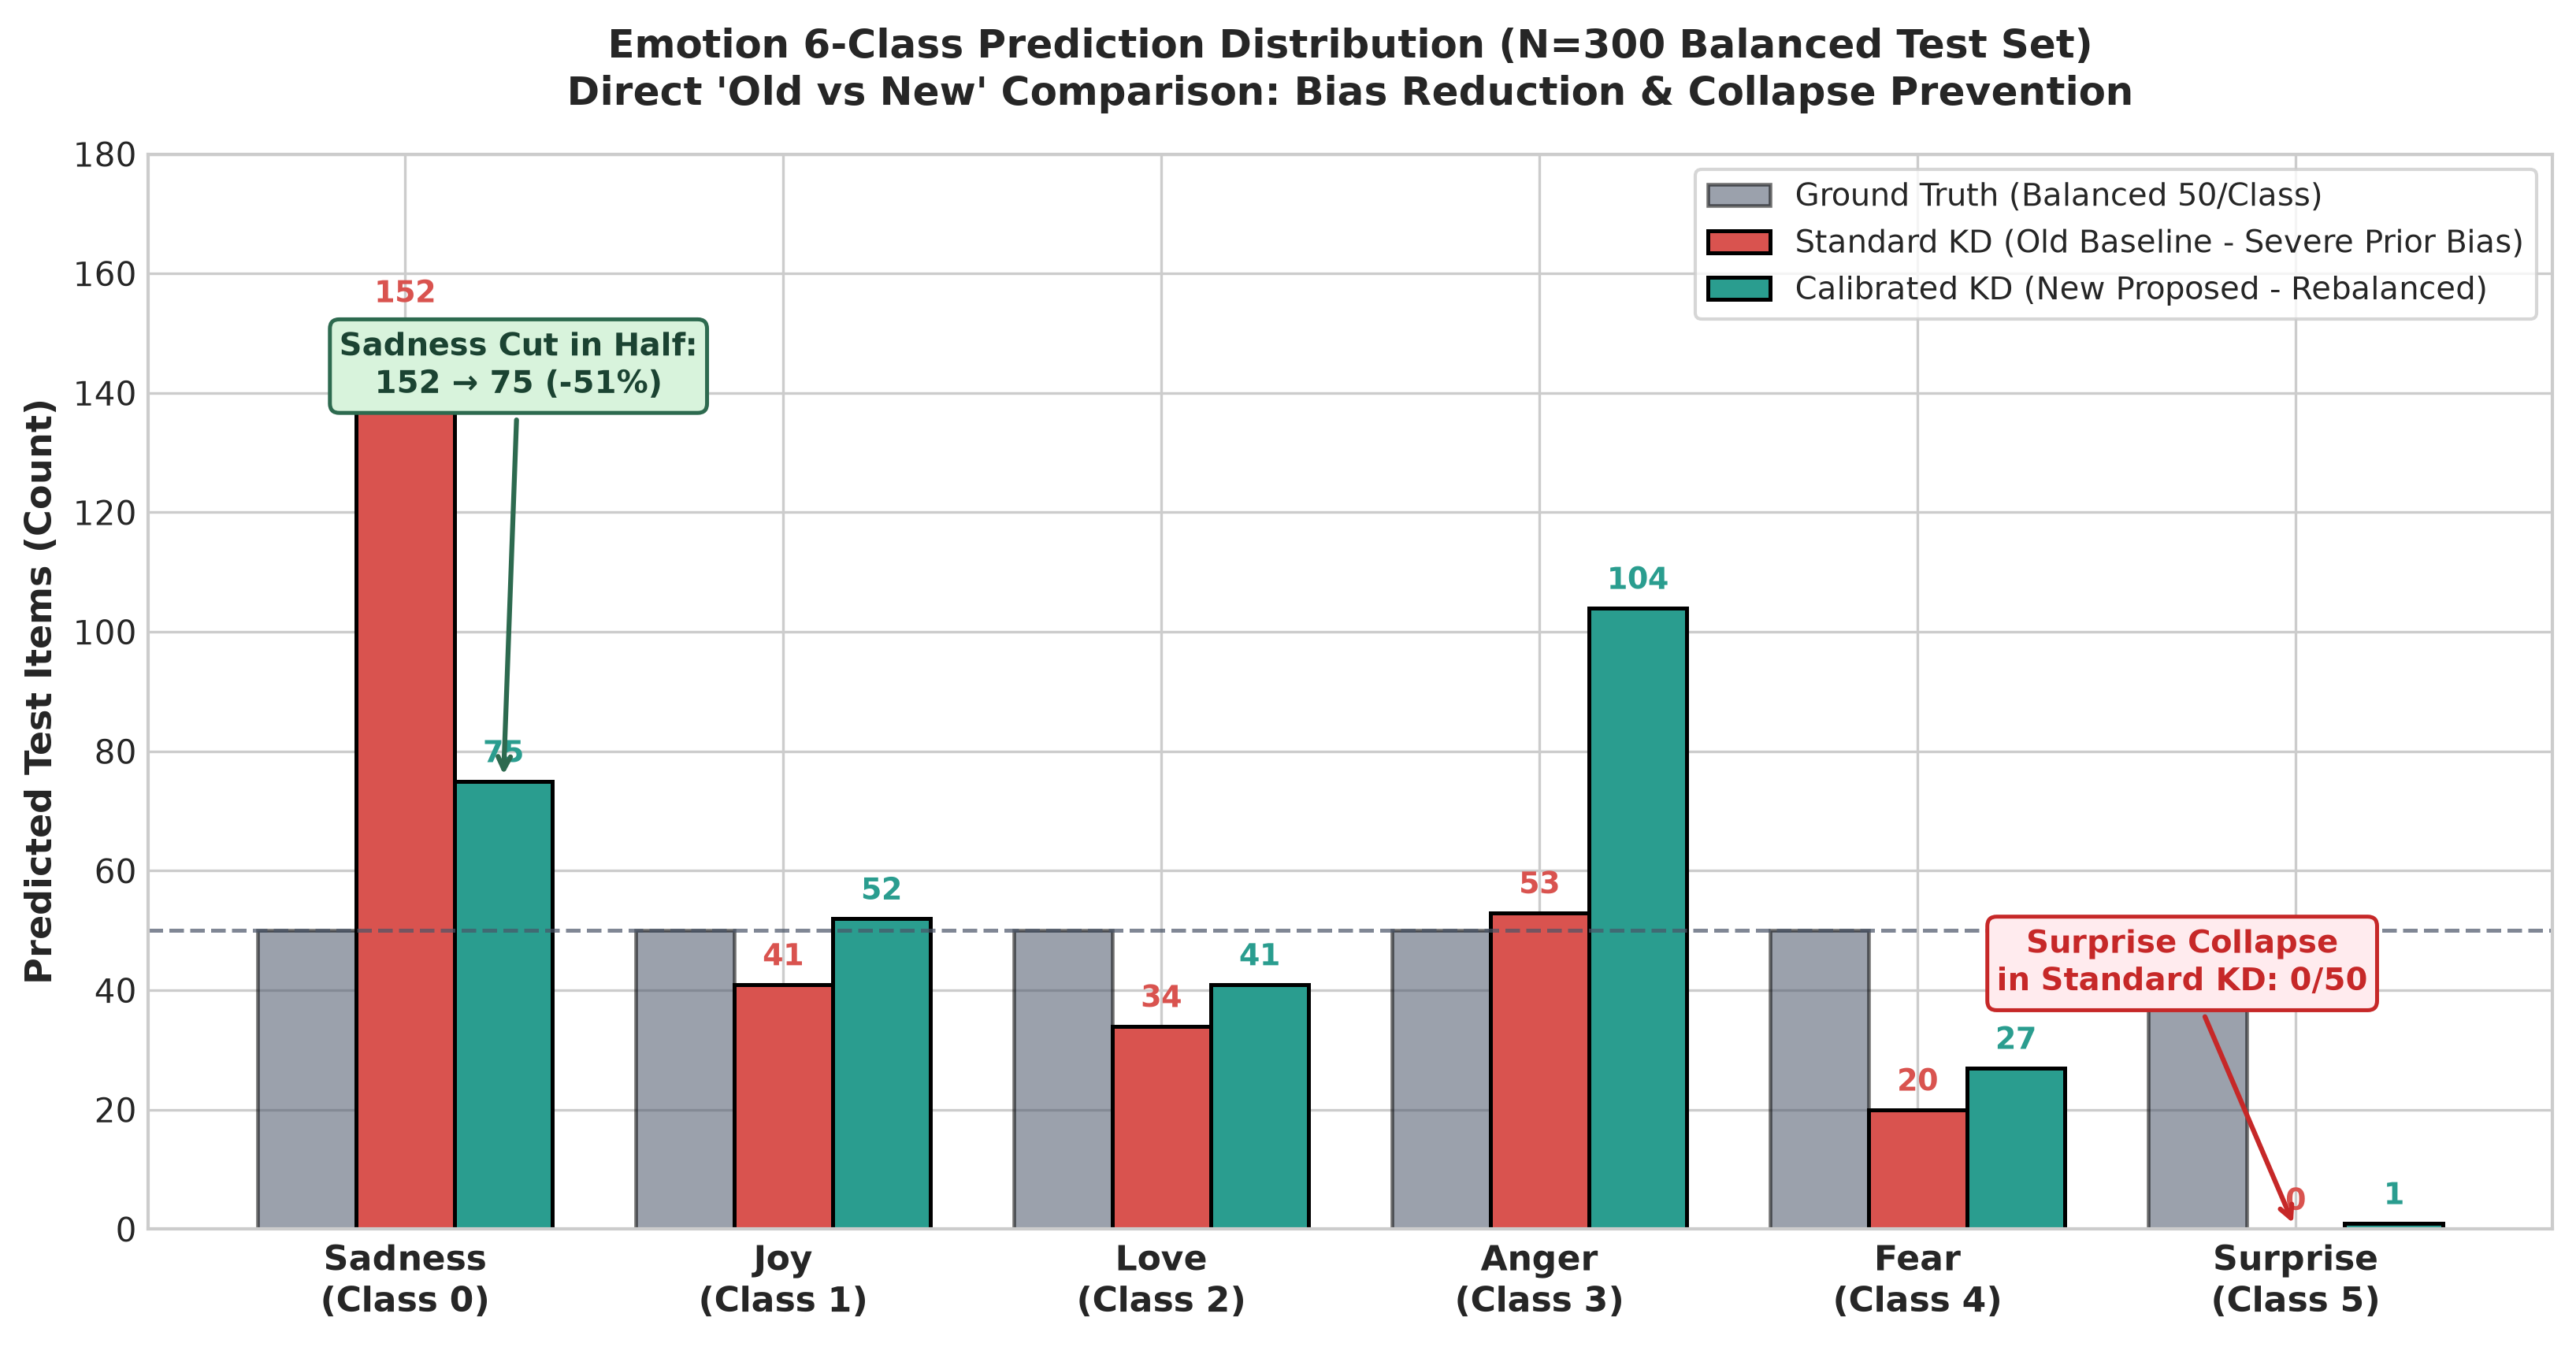 Emotion 6-Class Prediction Distribution (N=300 Balanced Test Set)
Direct 'Old vs New' Comparison: Bias Reduction & Collapse Prevention
Predicted Test Items (Count)
180
160
140
120
100
80
60
40
20
0
Ground Truth (Balanced 50/Class)
Standard KD (Old Baseline - Severe Prior Bias)
Calibrated KD (New Proposed - Rebalanced)
152
Sadness Cut in Half:
152 → 75 (-51%)
75
41
52
34
41
53
104
20
27
Surprise Collapse
in Standard KD: 0/50
0
1
Sadness
(Class 0)
Joy
(Class 1)
Love
(Class 2)
Anger
(Class 3)
Fear
(Class 4)
Surprise
(Class 5)